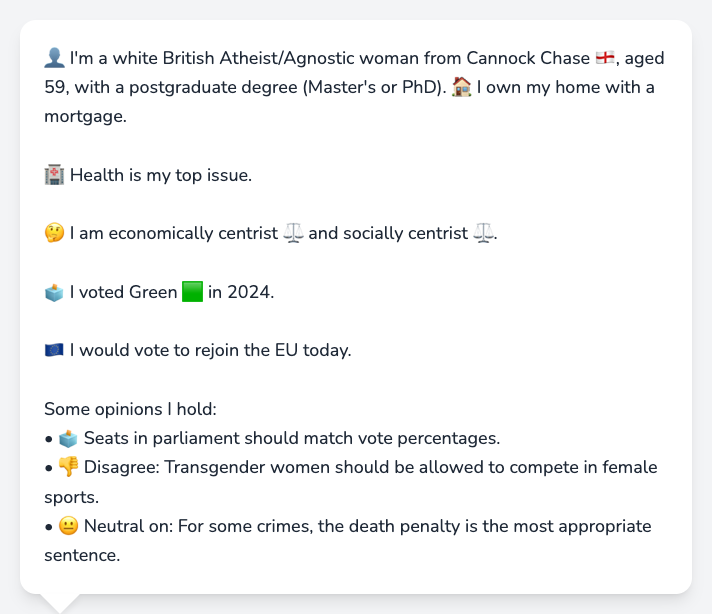 👤 I'm a white British Atheist/Agnostic woman from Cannock Chase 🏴󠁧󠁢󠁥󠁮󠁧󠁿, aged
59, with a postgraduate degree (Master's or PhD). 🏠 I own my home with a
mortgage.
🏥 Health is my top issue.
🤔 I am economically centrist ⚖️ and socially centrist ⚖️.
🗳️ I voted Green 🟩 in 2024.
🇪🇺 I would vote to rejoin the EU today.
Some opinions I hold:
• 🗳️ Seats in parliament should match vote percentages.
• 👎 Disagree: Transgender women should be allowed to compete in female
sports.
• 😐 Neutral on: For some crimes, the death penalty is the most appropriate
sentence.